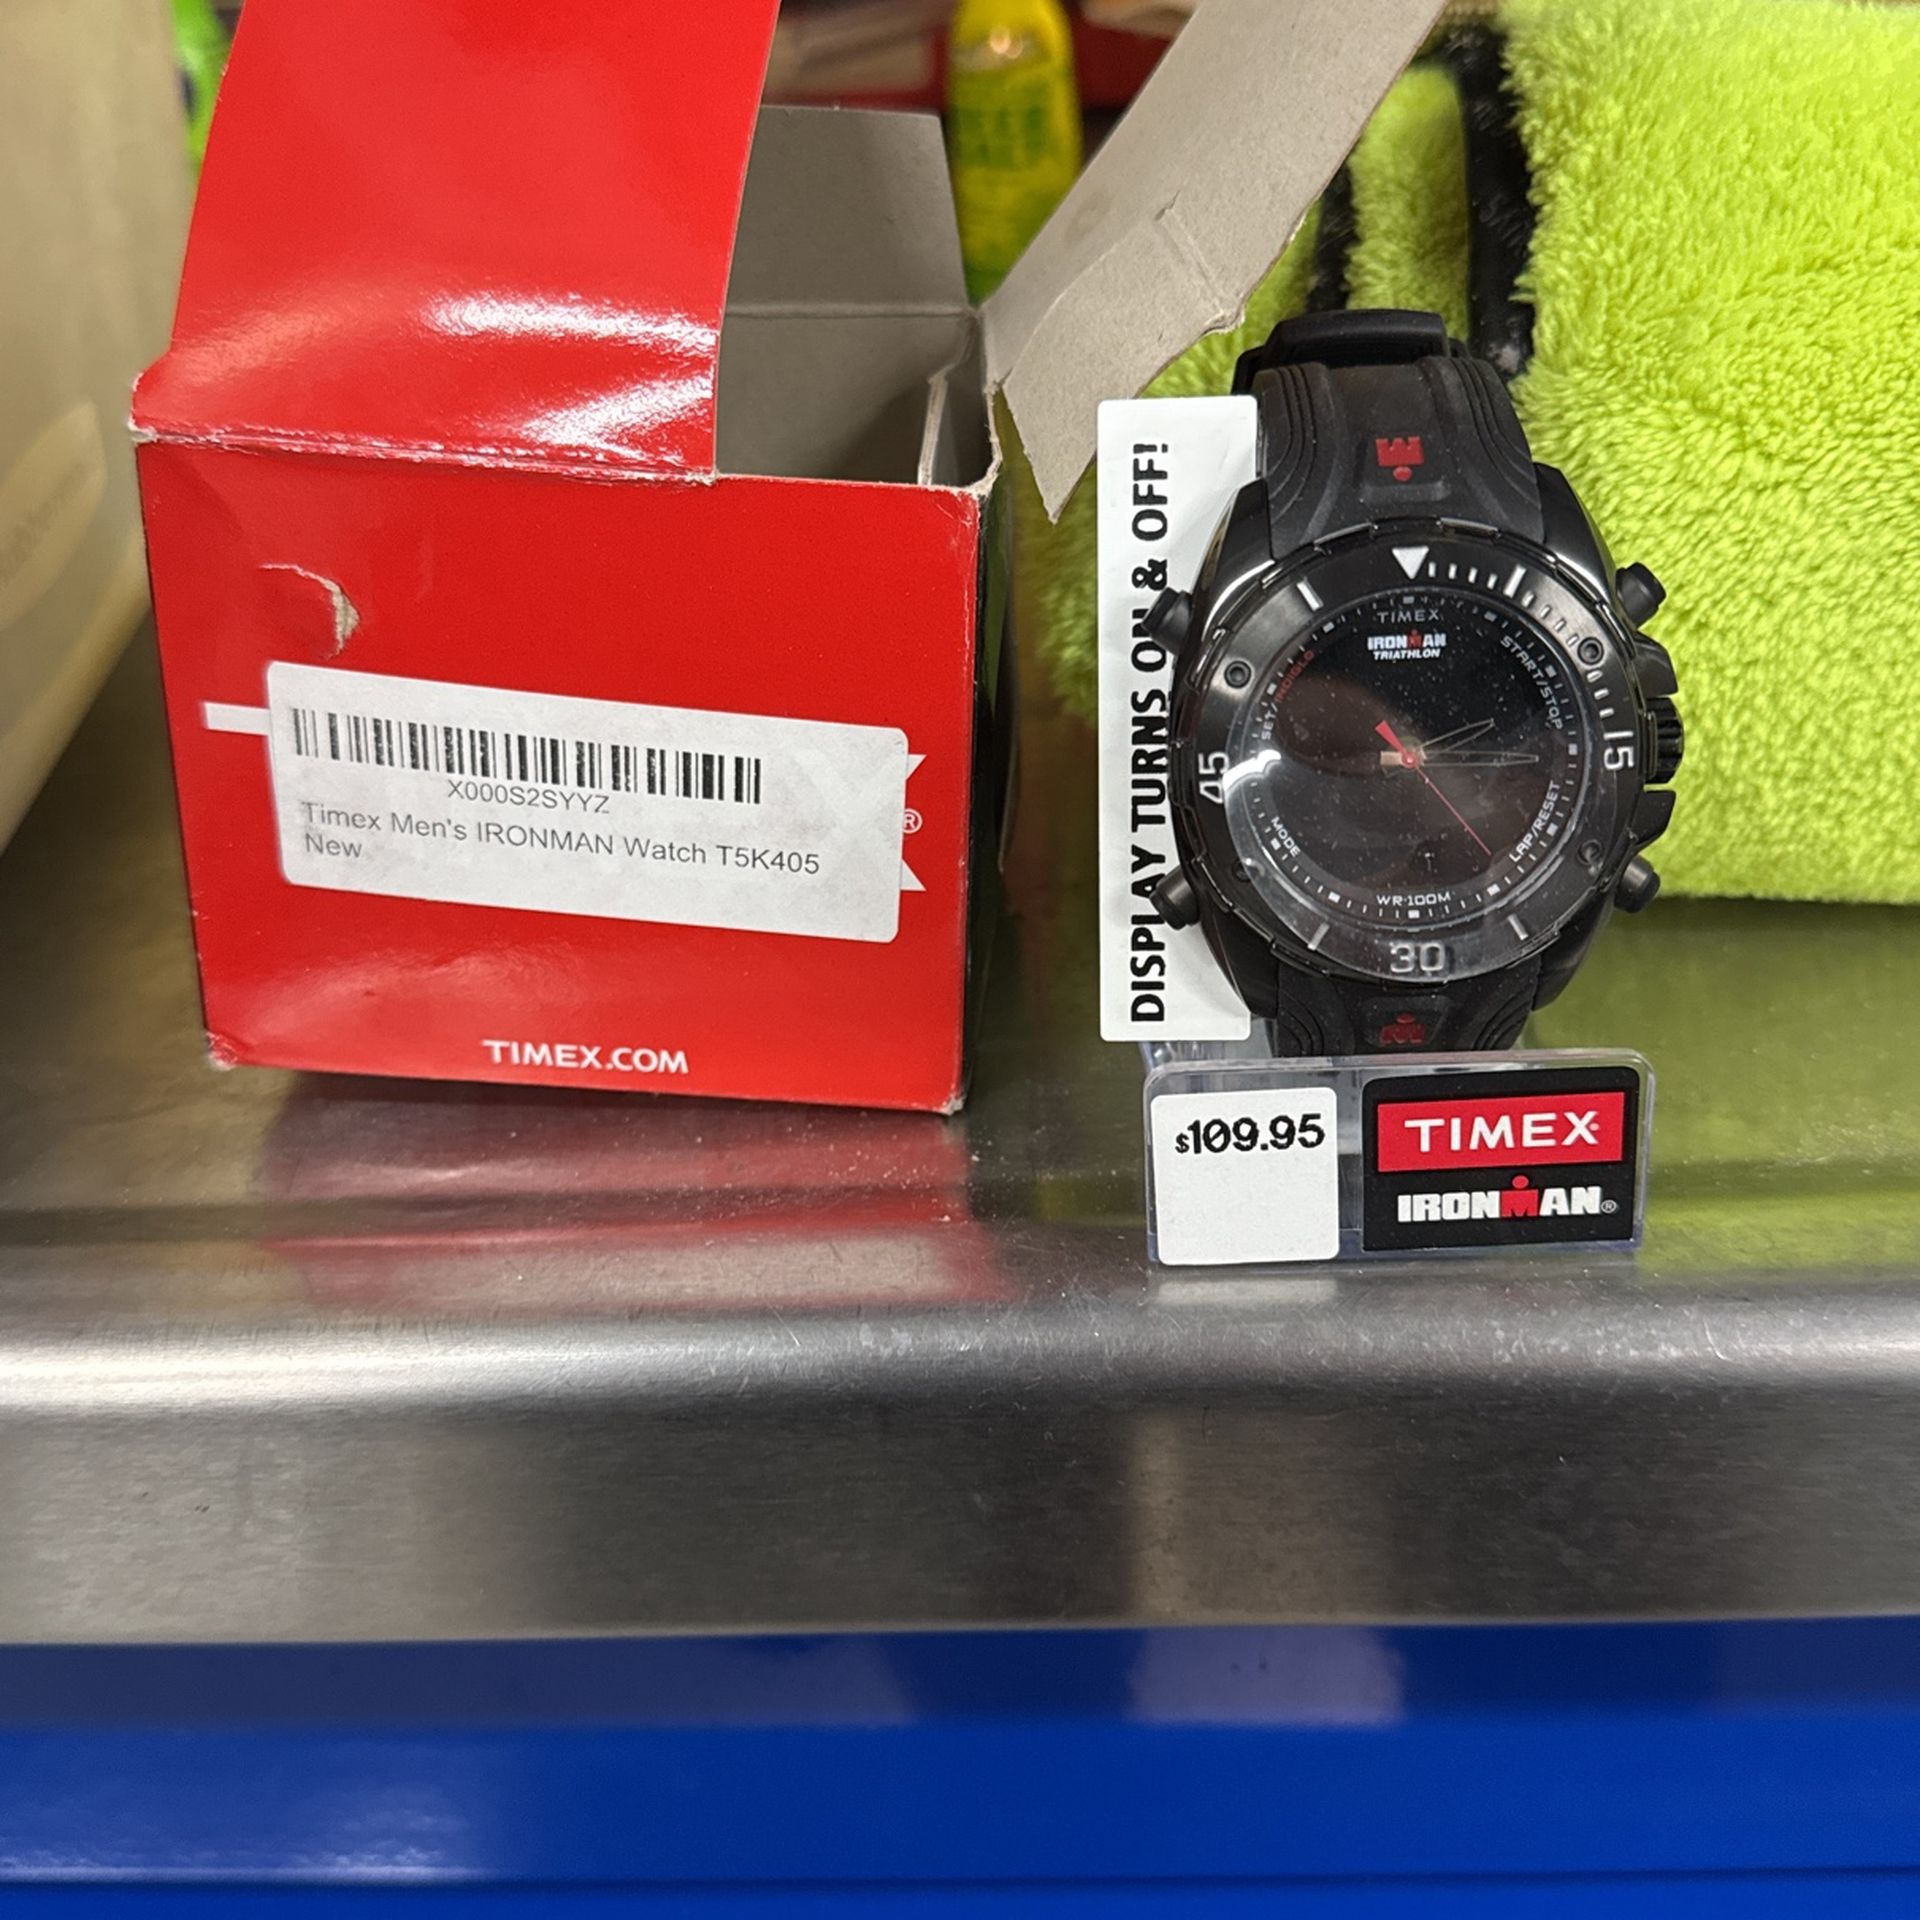 X000S2SYYZ
Timex Men's IRONMAN Watch T5K405
New
X
®
TIMEX.COM
DISPLAY TURNS ON & OFF!
TIMEX
IRONMAN
TRIATHLON
SET/INDIGLO
START/STOP
MODE
LAP/RESET
WR•100M
15
30
45
$109.95
TIMEX®
IRONMAN®